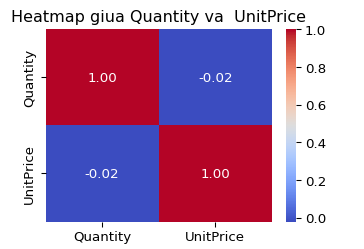 Heatmap giua Quantity va  UnitPrice
Quantity
UnitPrice
1.00
-0.02
-0.02
1.00
Quantity
UnitPrice
1.0
0.8
0.6
0.4
0.2
0.0